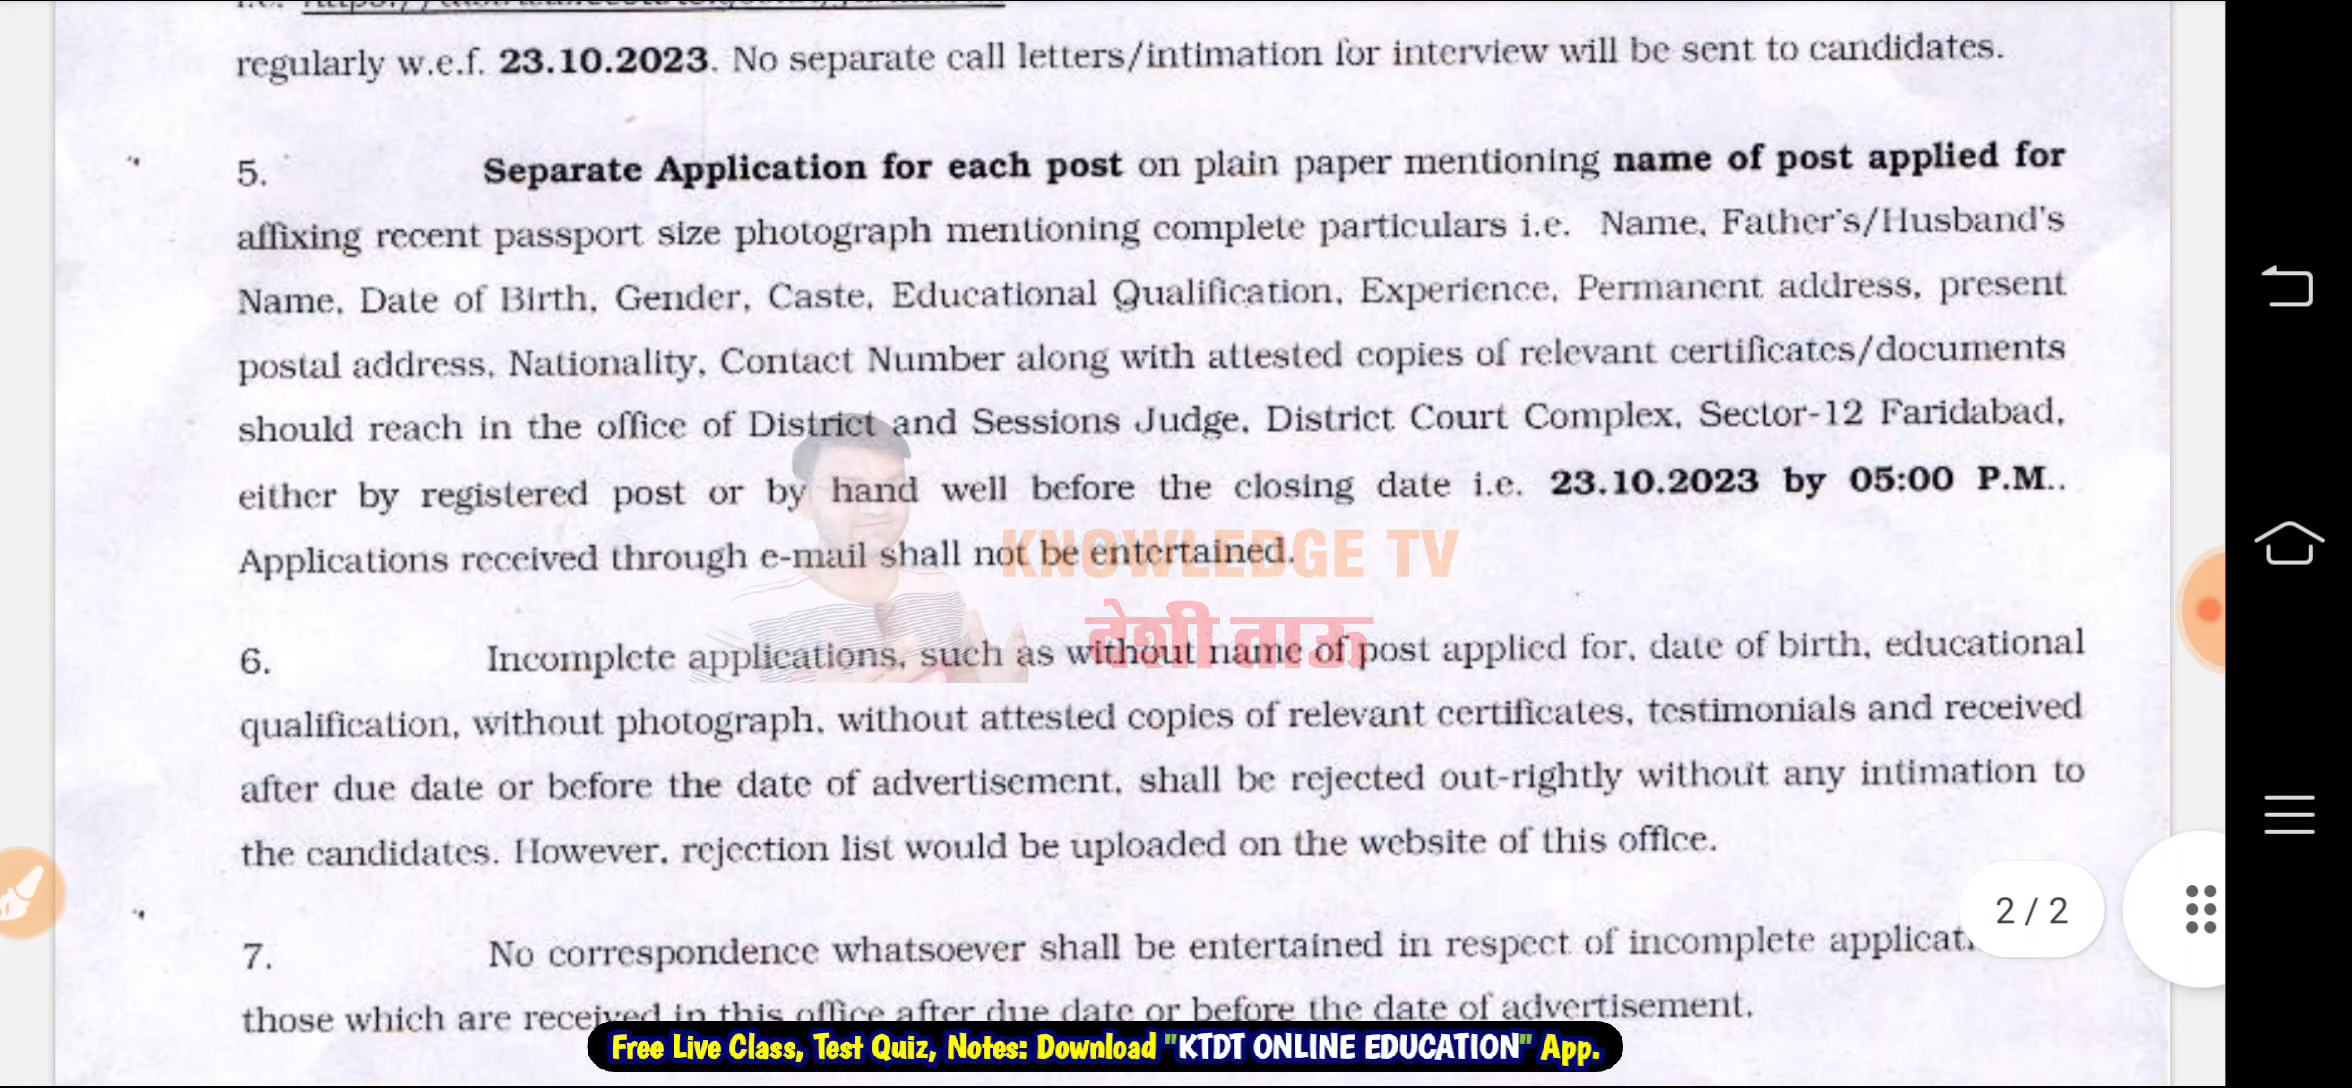 regularly w.e.f. 23.10.2023. No separate call letters/intimation for interview will be sent to candidates.
5. Separate Application for each post on plain paper mentioning name of post applied for
affixing recent passport size photograph mentioning complete particulars i.e. Name, Father's/Husband's
Name, Date of Birth, Gender, Caste, Educational Qualification, Experience, Permanent address, present
postal address, Nationality, Contact Number along with attested copies of relevant certificates/documents
should reach in the office of District and Sessions Judge, District Court Complex, Sector-12 Faridabad,
either by registered post or by hand well before the closing date i.e. 23.10.2023 by 05:00 P.M..
Applications received through e-mail shall not be entertained.
KNOWLEDGE TV
देशी ताऊ
6. Incomplete applications, such as without name of post applied for, date of birth, educational
qualification, without photograph, without attested copies of relevant certificates, testimonials and received
after due date or before the date of advertisement, shall be rejected out-rightly without any intimation to
the candidates. However, rejection list would be uploaded on the website of this office.
2 / 2
7. No correspondence whatsoever shall be entertained in respect of incomplete
those which are received in this office after due date or before the date of advertisement.
Free Live Class, Test Quiz, Notes: Download "KTDT ONLINE EDUCATION" App.